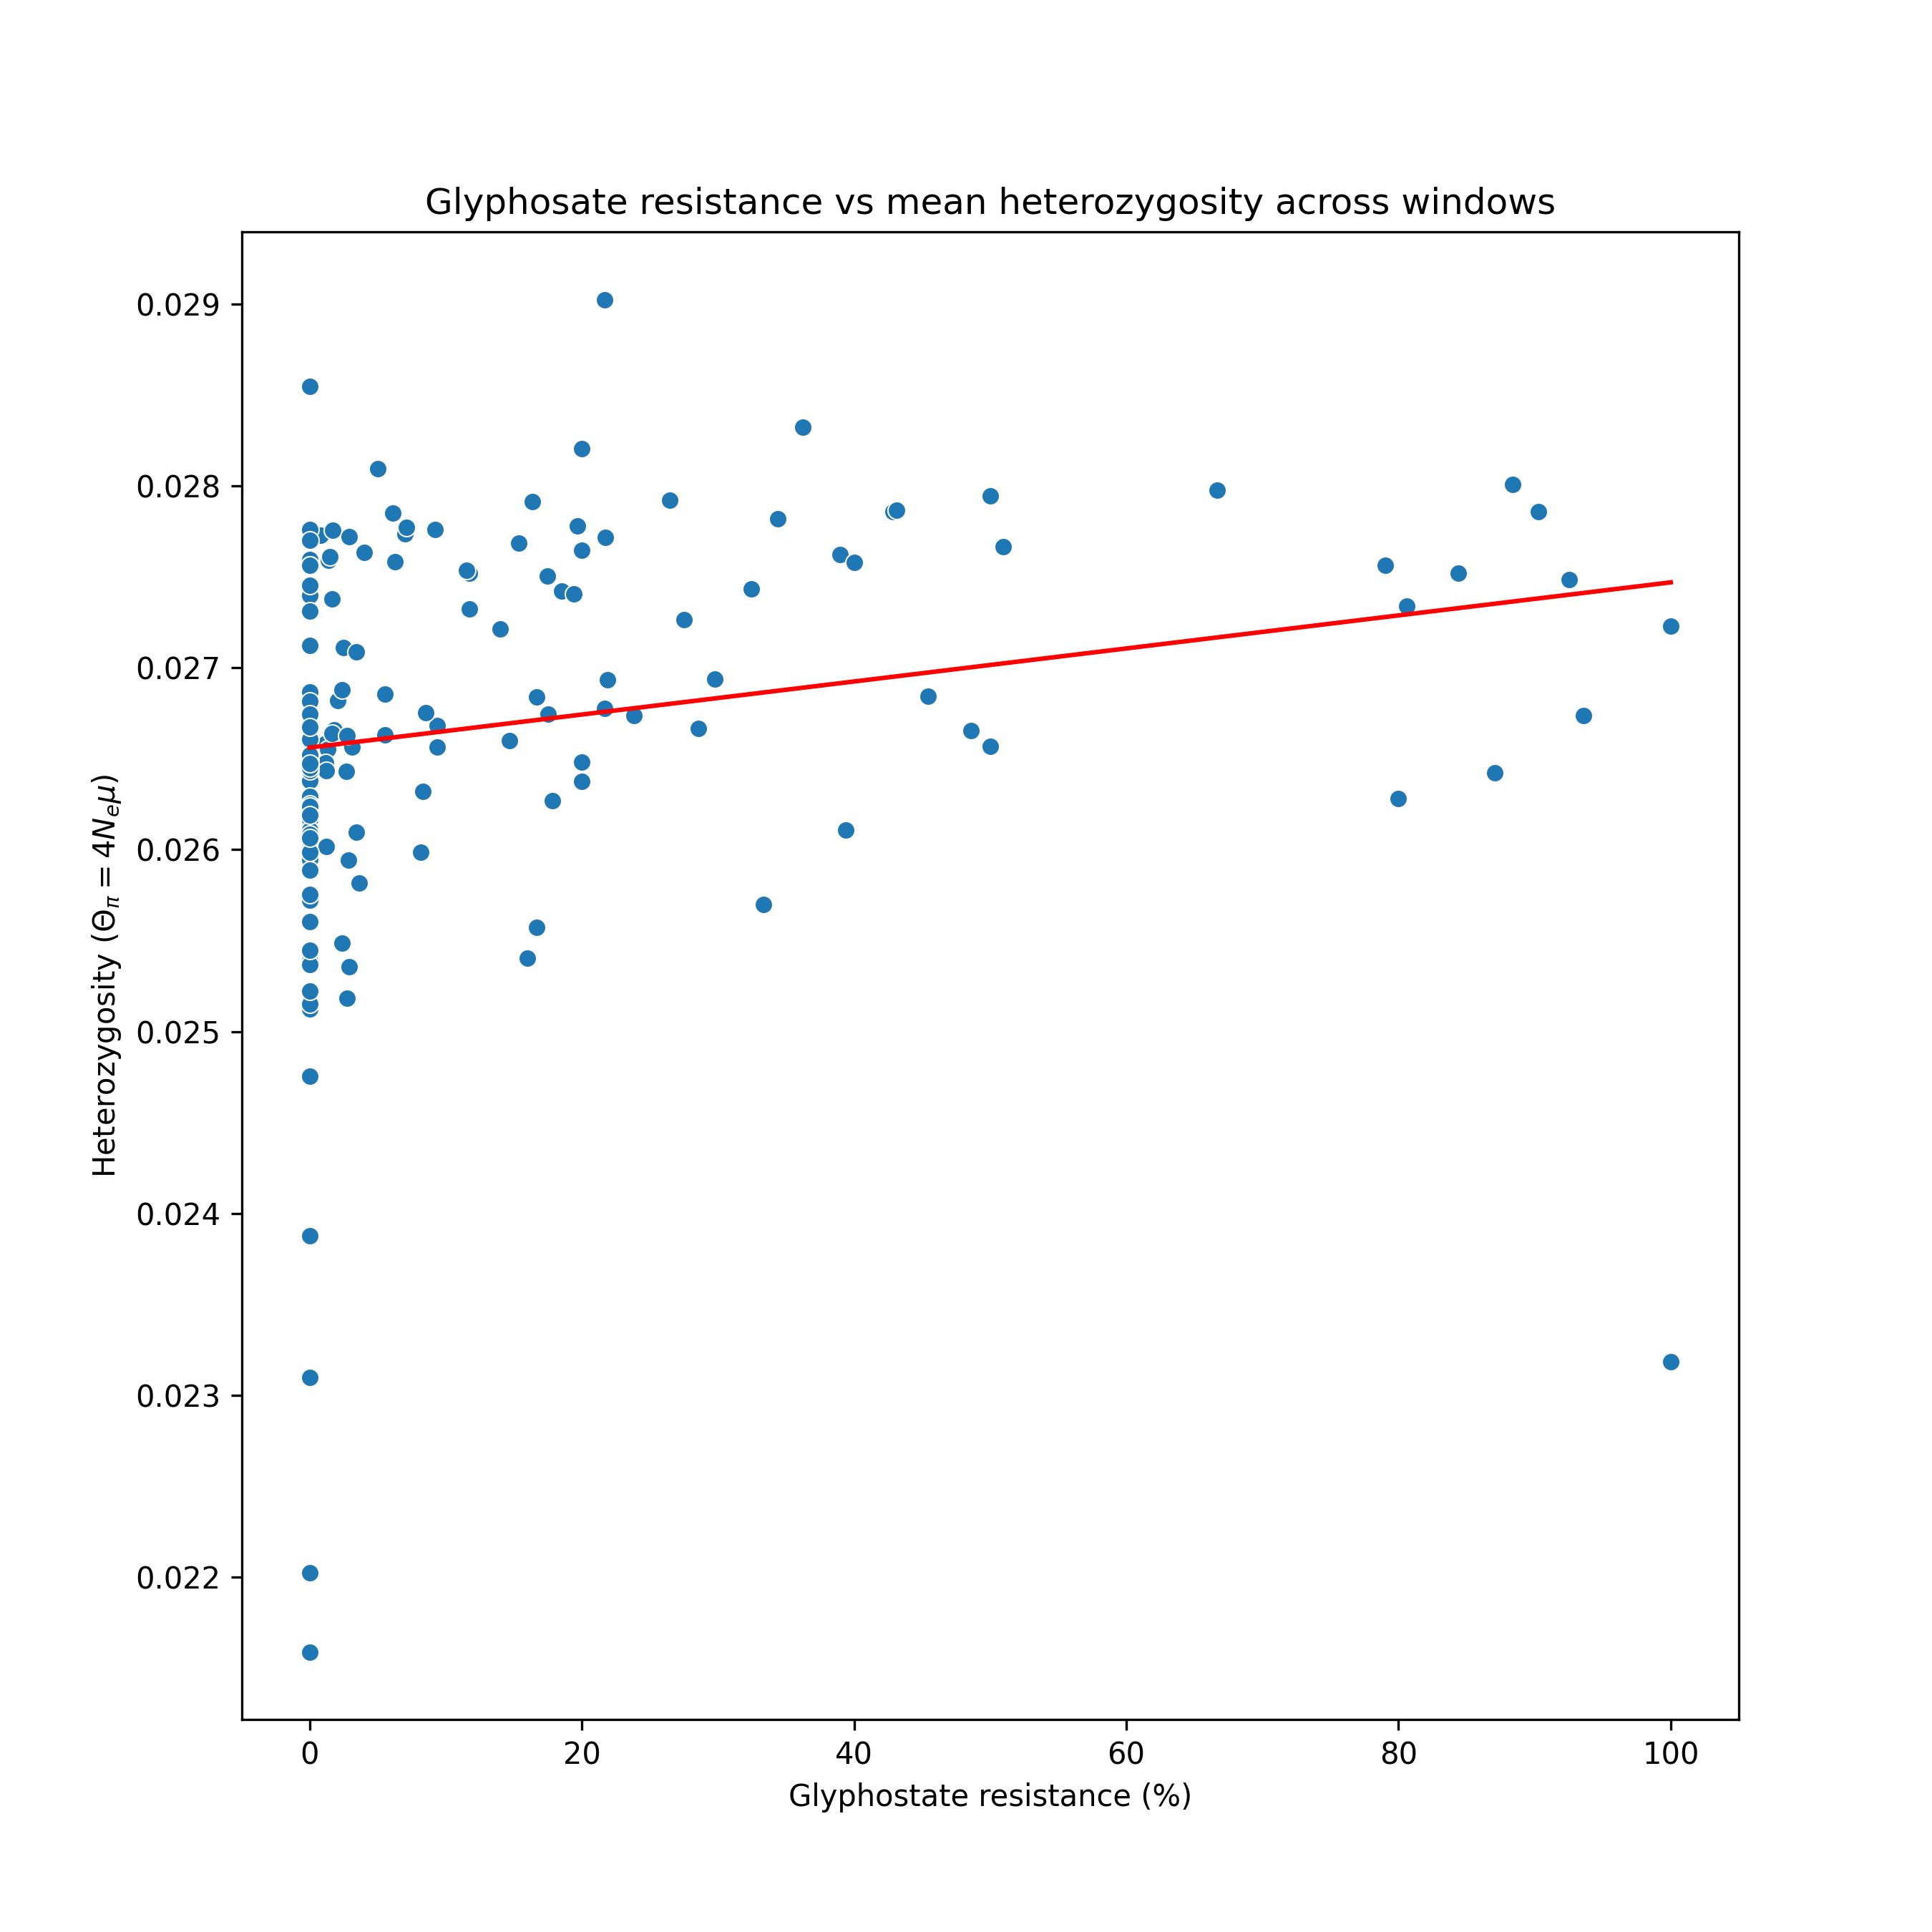 Glyphosate resistance vs mean heterozygosity across windows
Heterozygosity (Θπ = 4Neμ)
0.029
0.028
0.027
0.026
0.025
0.024
0.023
0.022
0 20 40 60 80 100
Glyphostate resistance (%)